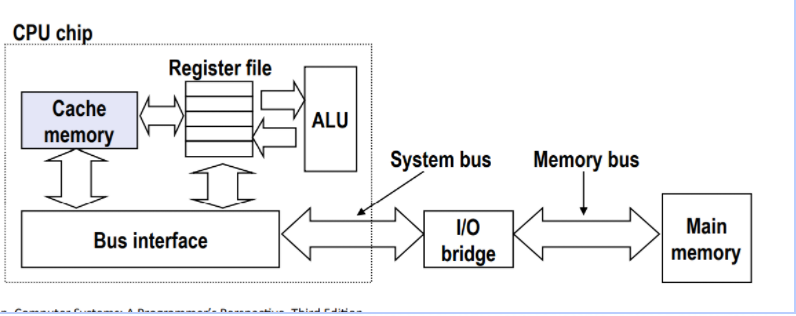 CPU chip
Register file
Cache
memory
ALU
System bus
Memory bus
Bus interface
I/O
bridge
Main
memory
Computer Systems: A Programmer's Perspective, Third Edition